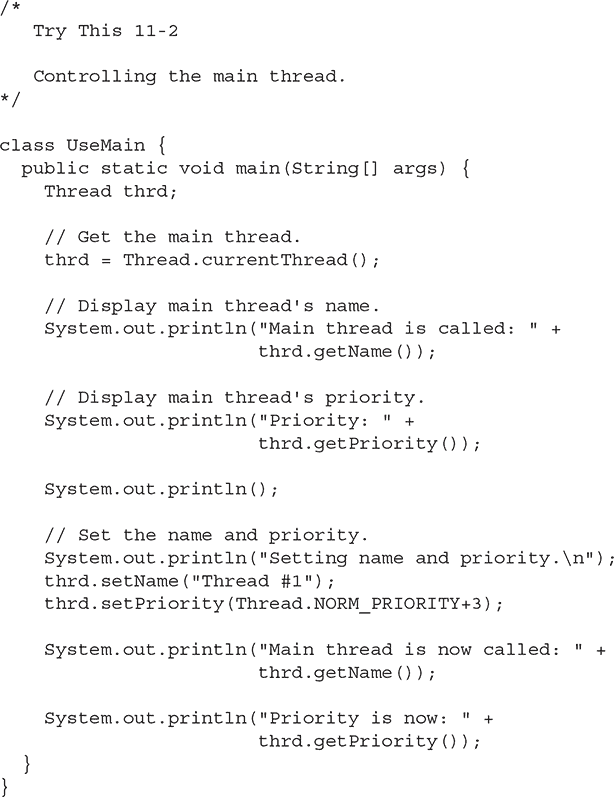 /*
   Try This 11-2

   Controlling the main thread.
*/

class UseMain {
  public static void main(String[] args) {
    Thread thrd;

    // Get the main thread.
    thrd = Thread.currentThread();

    // Display main thread's name.
    System.out.println("Main thread is called: " +
                       thrd.getName());

    // Display main thread's priority.
    System.out.println("Priority: " +
                       thrd.getPriority());

    System.out.println();

    // Set the name and priority.
    System.out.println("Setting name and priority.\n");
    thrd.setName("Thread #1");
    thrd.setPriority(Thread.NORM_PRIORITY+3);

    System.out.println("Main thread is now called: " +
                       thrd.getName());

    System.out.println("Priority is now: " +
                       thrd.getPriority());
  }
}